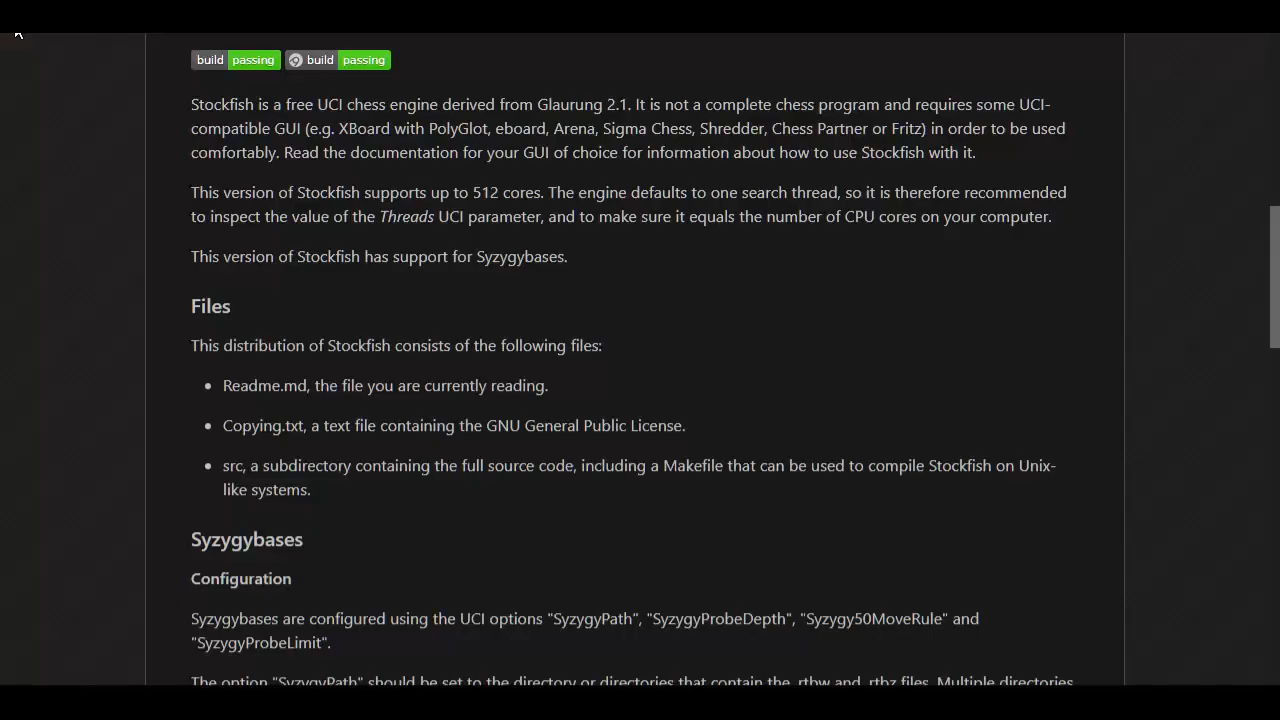 build passing build passing
Stockfish is a free UCI chess engine derived from Glaurung 2.1. It is not a complete chess program and requires some UCI-
compatible GUI (e.g. XBoard with PolyGlot, eboard, Arena, Sigma Chess, Shredder, Chess Partner or Fritz) in order to be used
comfortably. Read the documentation for your GUI of choice for information about how to use Stockfish with it.
This version of Stockfish supports up to 512 cores. The engine defaults to one search thread, so it is therefore recommended
to inspect the value of the Threads UCI parameter, and to make sure it equals the number of CPU cores on your computer.
This version of Stockfish has support for Syzygybases.
Files
This distribution of Stockfish consists of the following files:
• Readme.md, the file you are currently reading.
• Copying.txt, a text file containing the GNU General Public License.
• src, a subdirectory containing the full source code, including a Makefile that can be used to compile Stockfish on Unix-
like systems.
Syzygybases
Configuration
Syzygybases are configured using the UCI options "SyzygyPath", "SyzygyProbeDepth", "Syzygy50MoveRule" and
"SyzygyProbeLimit".
The option "SyzygyPath" should be set to the directory or directories that contain the .rtbw and .rtbz files. Multiple directories